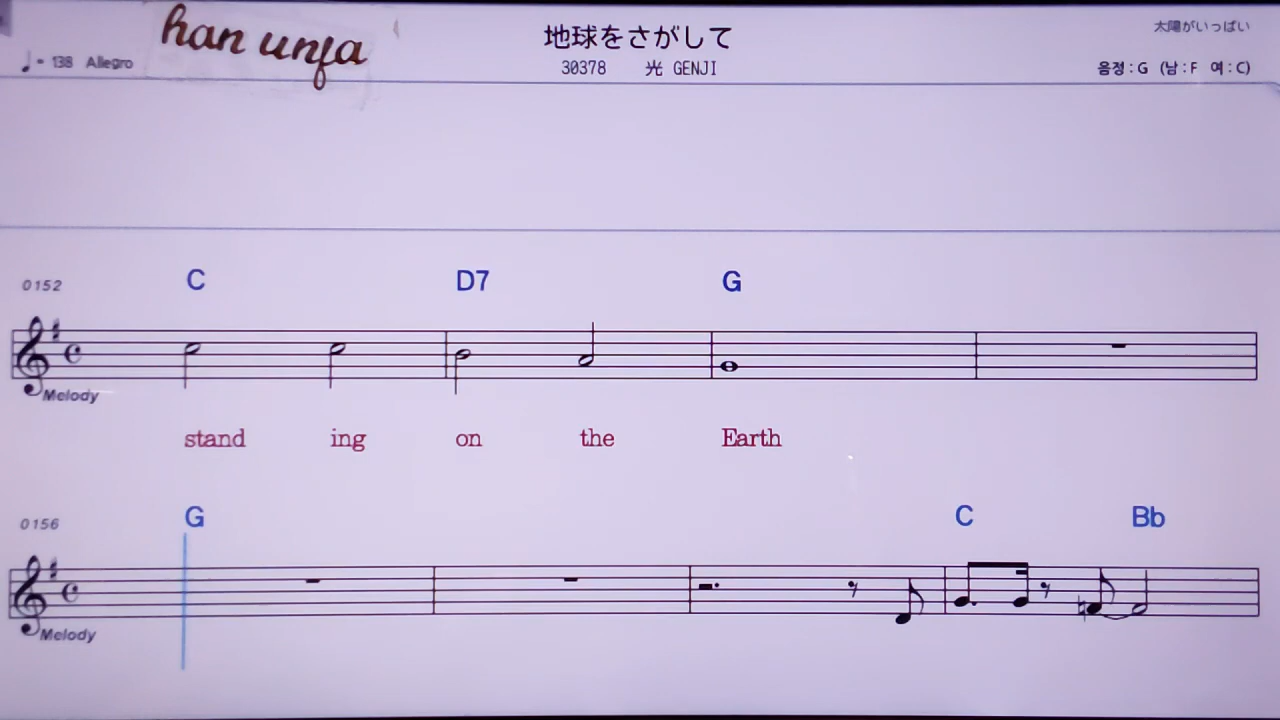 han unfa
地球をさがして
太陽がいっぱい
♩= 138 Allegro
30378 光 GENJI
음정 : G (남 : F 여 : C)
0152 C D7 G
Melody
stand ing on the Earth
0156 G C Bb
Melody